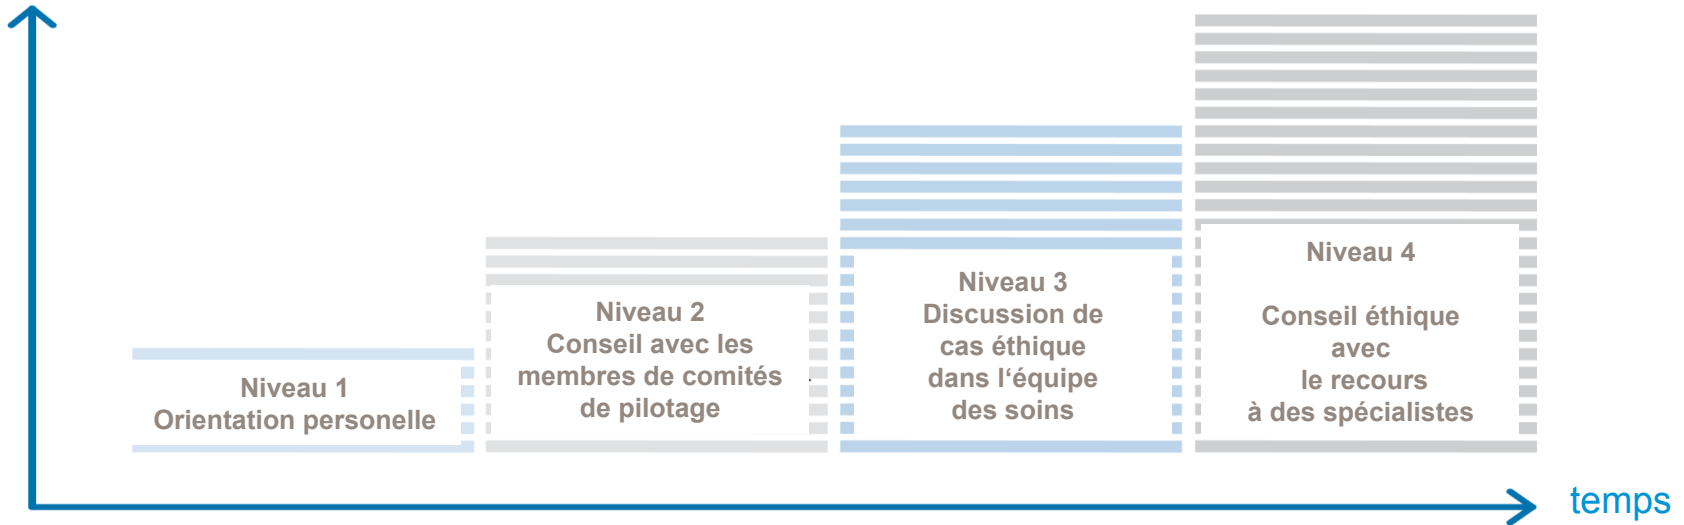 Niveau 1
Orientation personelle
Niveau 2
Conseil avec les
membres de comités
de pilotage
Niveau 3
Discussion de
cas éthique
dans l‘équipe
des soins
Niveau 4
Conseil éthique
avec
le recours
à des spécialistes
temps